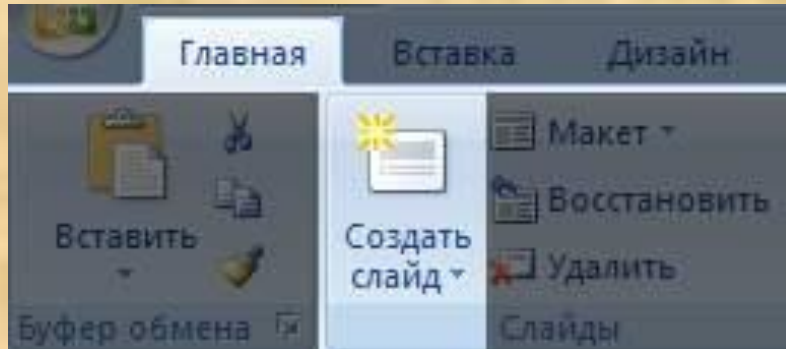 Главная Вставка Дизайн
Вставить
Буфер обмена
Создать
слайд
Макет
Восстановить
Удалить
Слайды